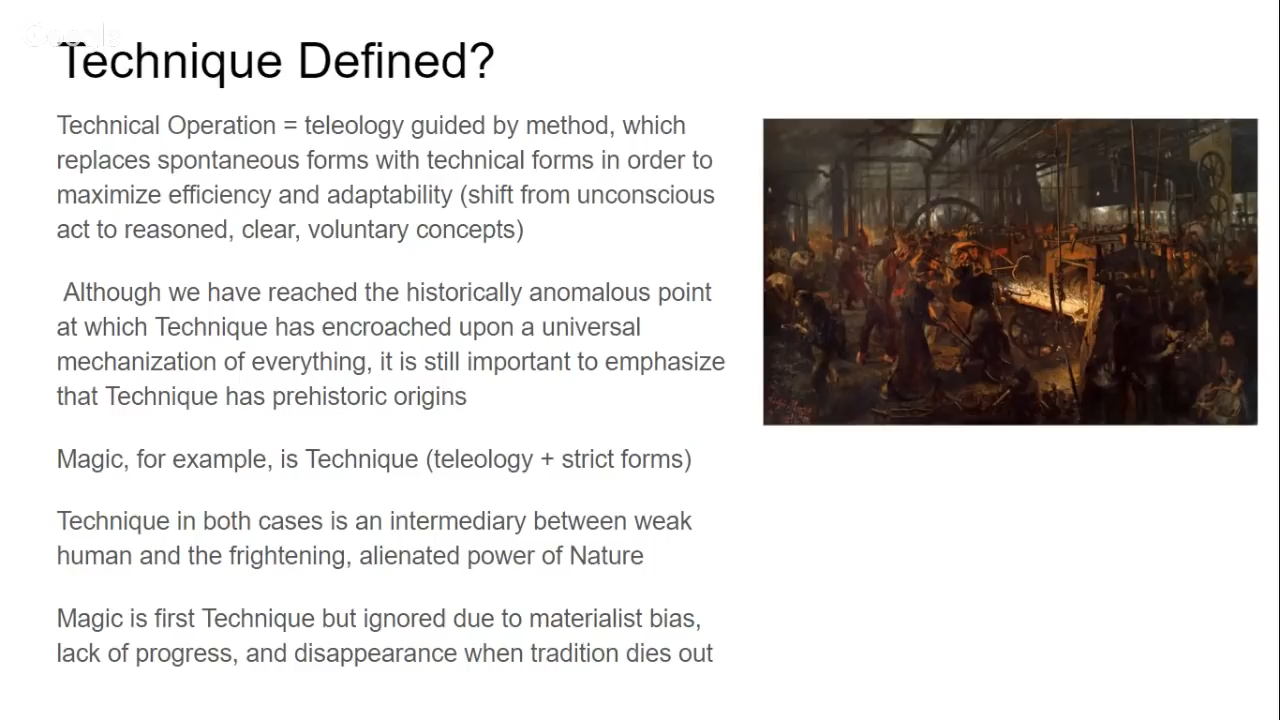 Technique Defined?
Technical Operation = teleology guided by method, which
replaces spontaneous forms with technical forms in order to
maximize efficiency and adaptability (shift from unconscious
act to reasoned, clear, voluntary concepts)
Although we have reached the historically anomalous point
at which Technique has encroached upon a universal
mechanization of everything, it is still important to emphasize
that Technique has prehistoric origins
Magic, for example, is Technique (teleology + strict forms)
Technique in both cases is an intermediary between weak
human and the frightening, alienated power of Nature
Magic is first Technique but ignored due to materialist bias,
lack of progress, and disappearance when tradition dies out